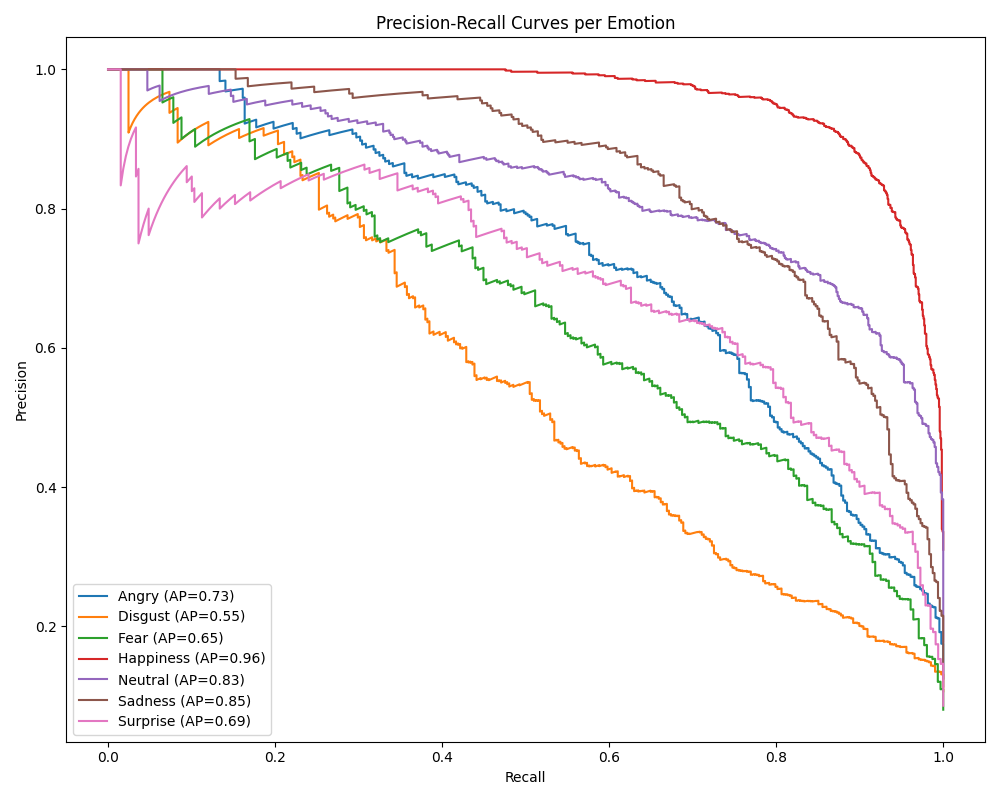 Precision-Recall Curves per Emotion
1.0
0.8
0.6
0.4
0.2
Precision
Angry (AP=0.73)
Disgust (AP=0.55)
Fear (AP=0.65)
Happiness (AP=0.96)
Neutral (AP=0.83)
Sadness (AP=0.85)
Surprise (AP=0.69)
0.0 0.2 0.4 0.6 0.8 1.0
Recall